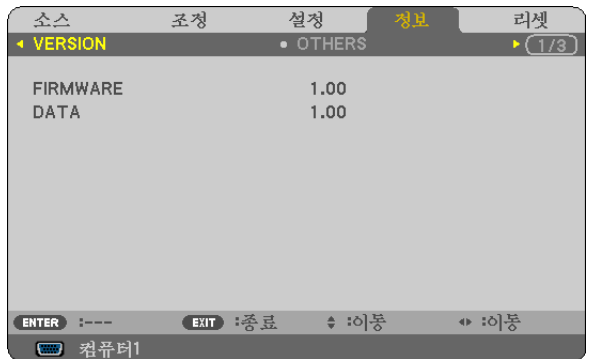 소스 조정 설정 정보 리셋
◂ VERSION ● OTHERS ▸ (1/3)
FIRMWARE 1.00
DATA 1.00
ENTER :--- EXIT :종료 ♦ :이동 ◂▸ :이동
컴퓨터1